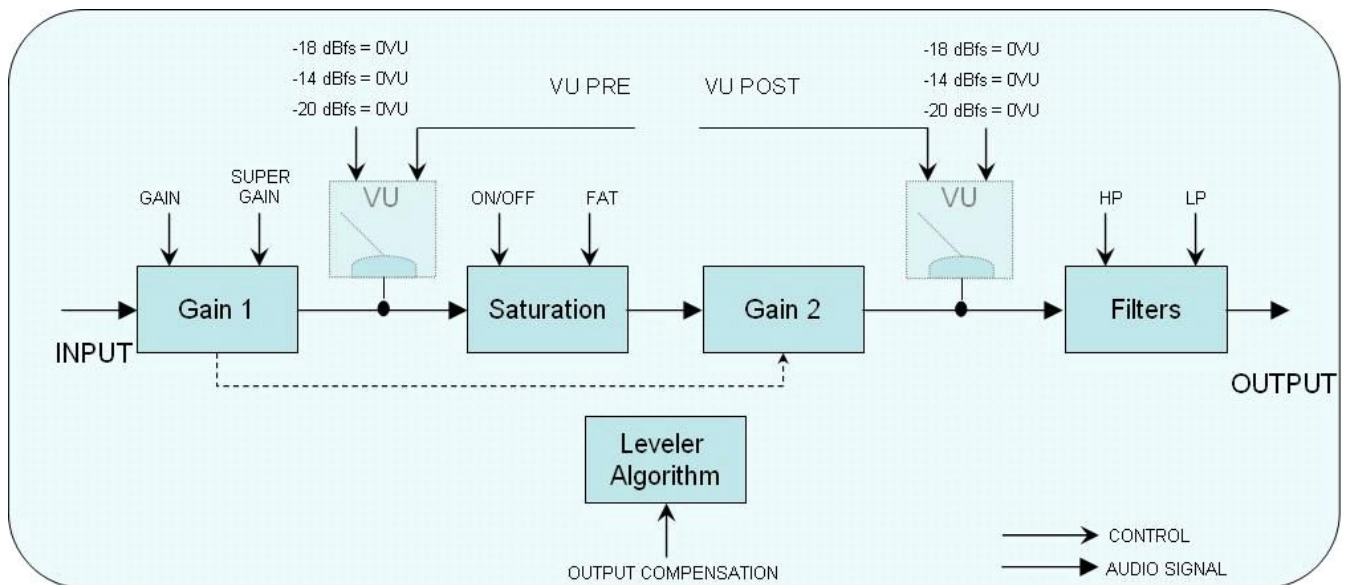 -18 dBfs = 0VU
-14 dBfs = 0VU
-20 dBfs = 0VU
VU PRE
VU POST
-18 dBfs = 0VU
-14 dBfs = 0VU
-20 dBfs = 0VU
GAIN
SUPER
GAIN
VU
ON/OFF
FAT
VU
HP
LP
Gain 1
Saturation
Gain 2
Filters
INPUT
OUTPUT
Leveler
Algorithm
OUTPUT COMPENSATION
CONTROL
AUDIO SIGNAL